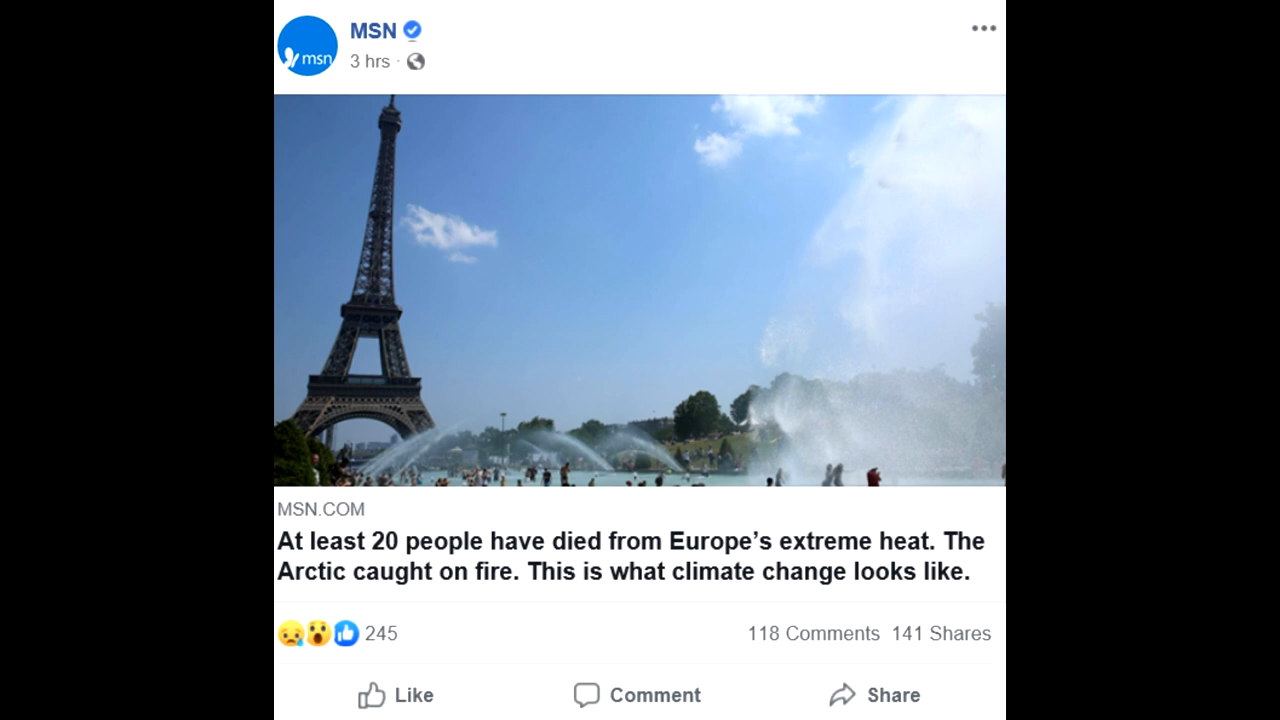 MSN
msn
3 hrs ·
MSN.COM
At least 20 people have died from Europe’s extreme heat. The
Arctic caught on fire. This is what climate change looks like.
245
118 Comments 141 Shares
Like Comment Share